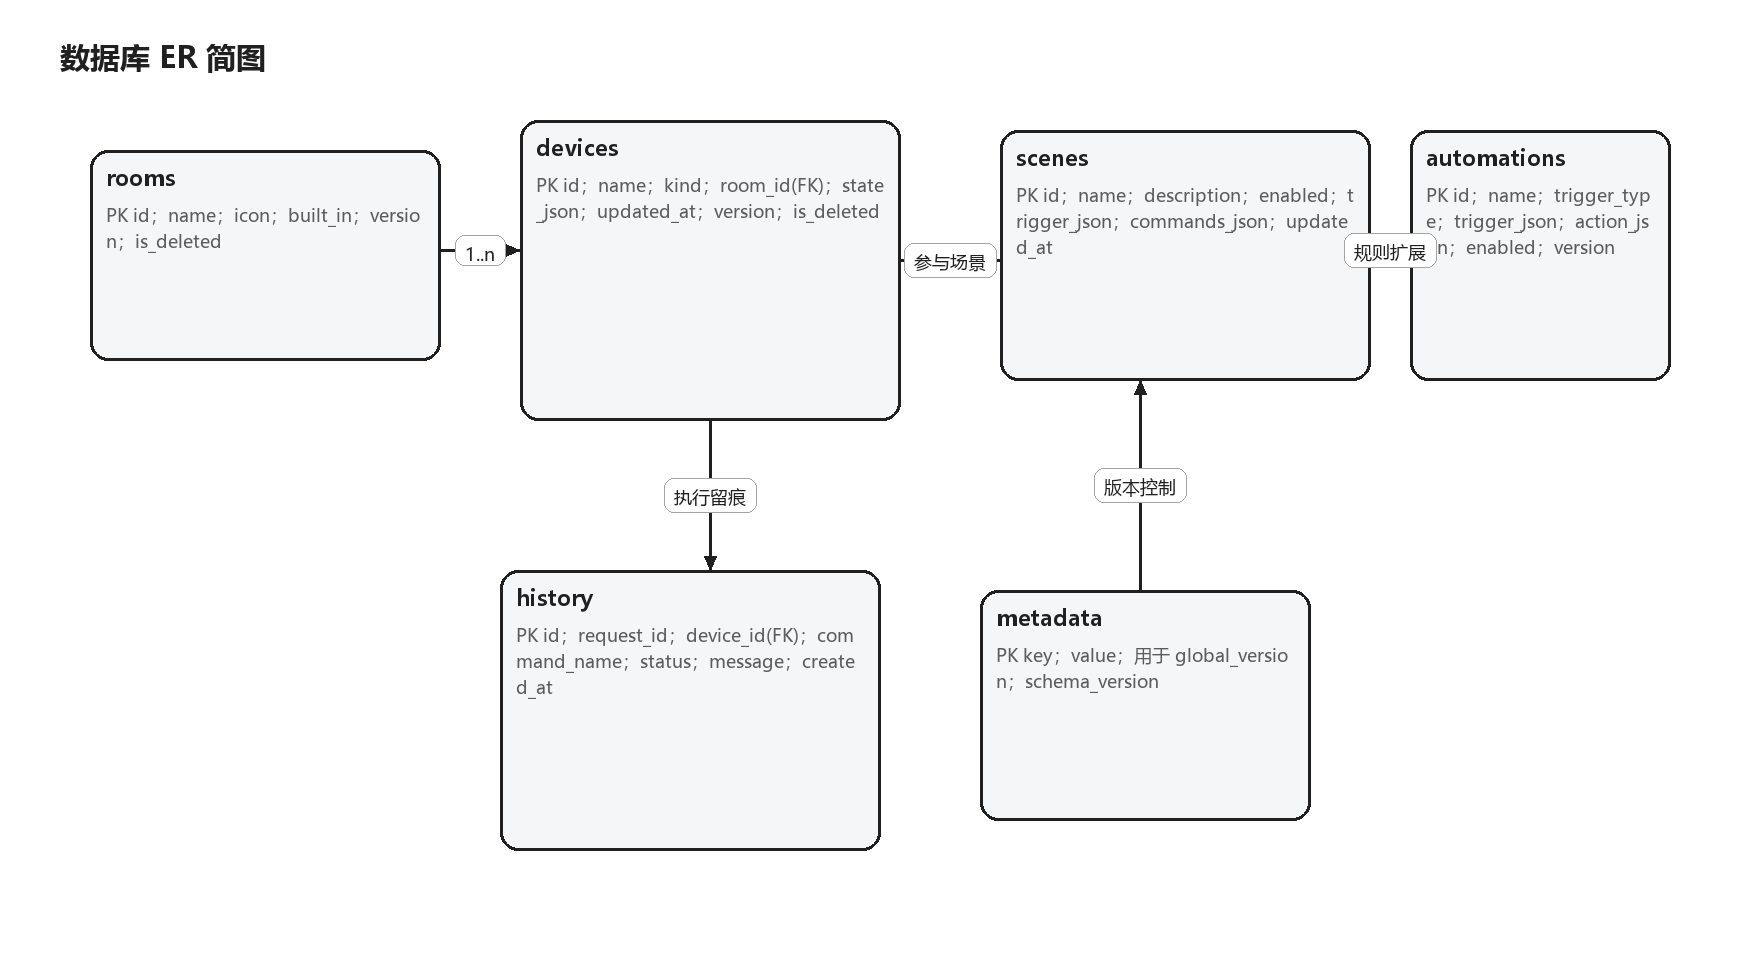 数据库 ER 简图
rooms
PK id；name；icon；built_in；versio
n；is_deleted
1..n
devices
PK id；name；kind；room_id(FK)；state
_json；updated_at；version；is_deleted
参与场景
scenes
PK id；name；description；enabled；t
rigger_json；commands_json；update
d_at
规则扩展
automations
PK id；name；trigger_typ
e；trigger_json；action_js
n；enabled；version
执行留痕
版本控制
history
PK id；request_id；device_id(FK)；com
mand_name；status；message；create
d_at
metadata
PK key；value；用于 global_versio
n；schema_version